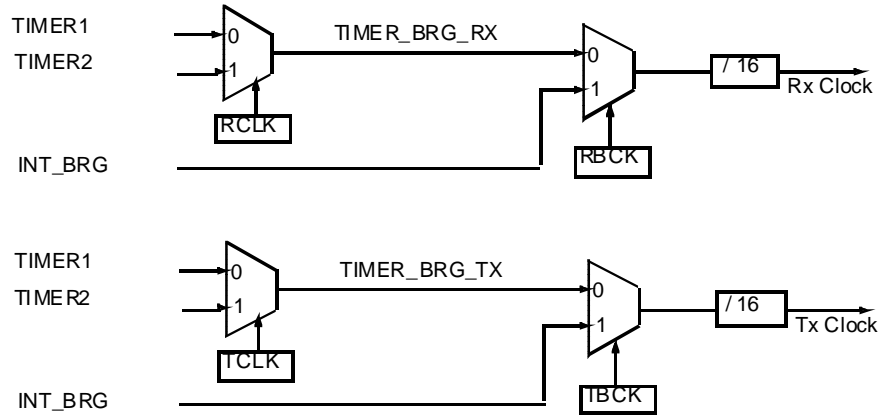 TIMER1
0
TIMER_BRG_RX
TIMER2
1
0
1
/ 16
Rx Clock
RCLK
INT_BRG
RBCK
TIMER1
0
TIMER_BRG_TX
TIMER2
1
0
1
/ 16
Tx Clock
TCLK
INT_BRG
TBCK